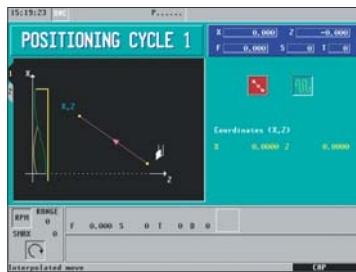 15:19:23 INC P......
POSITIONING CYCLE 1
X 0.000 Z -0.000
F 0.000 S 0 T 0
X
X,Z
Z
Coordinates (X,Z)
X 0.0000 Z 0.0000
RPM RANGE 0
SMAX 0
F 0.000 S 0 T 0 D 0
Interpolated move
CAP